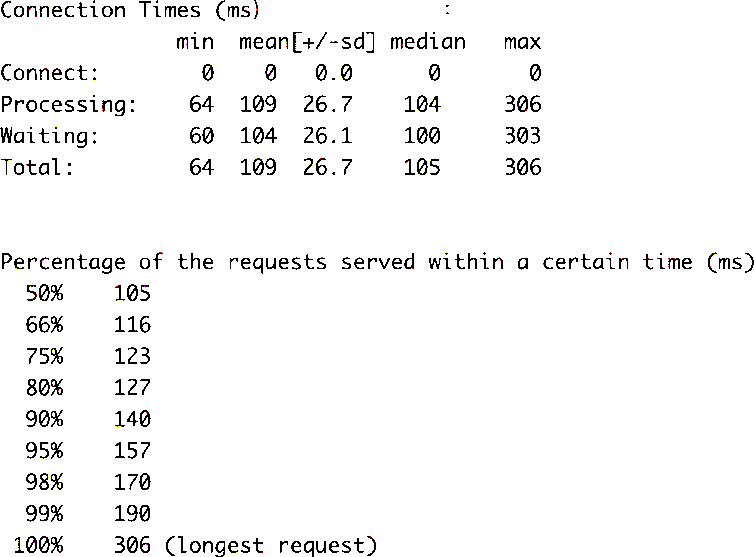 Connection Times (ms)
              min  mean[+/-sd] median   max
Connect:        0    0   0.0      0       0
Processing:    64  109  26.7    104     306
Waiting:       60  104  26.1    100     303
Total:         64  109  26.7    105     306
Percentage of the requests served within a certain time (ms)
  50%    105
  66%    116
  75%    123
  80%    127
  90%    140
  95%    157
  98%    170
  99%    190
 100%    306 (longest request)